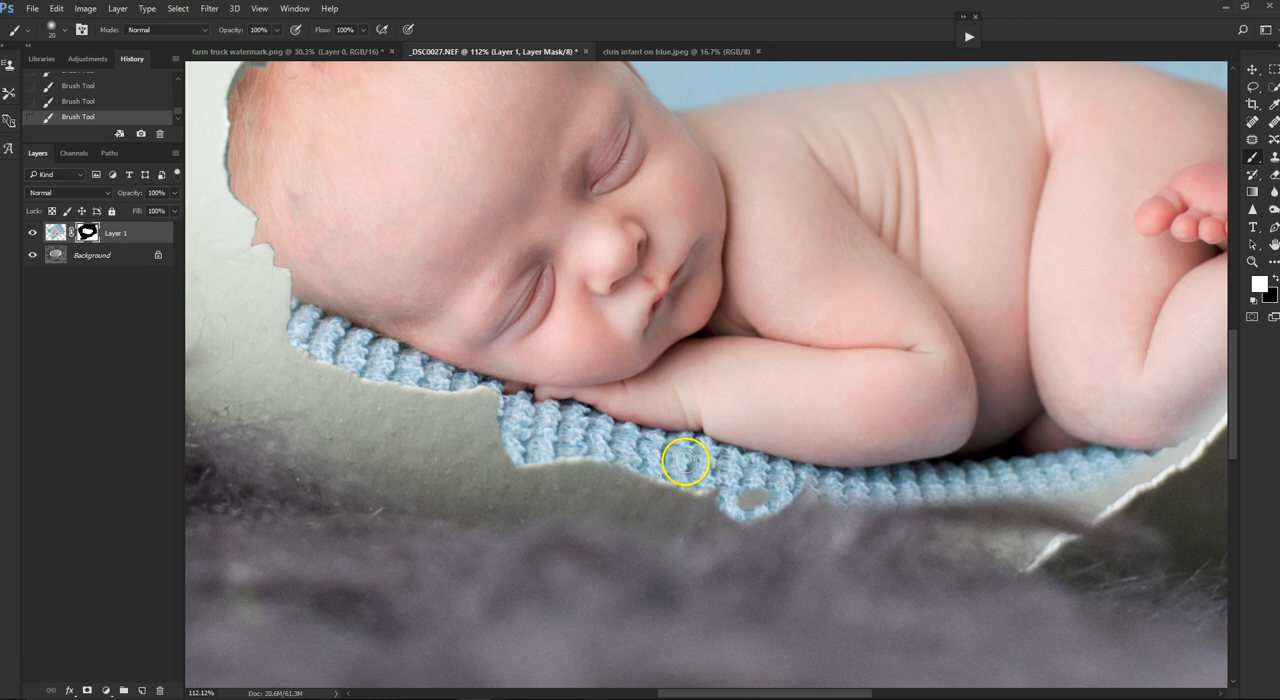 Ps File Edit Image Layer Type Select Filter 3D View Window Help
20 Mode: Normal Opacity: 100% Flow: 100%
farm truck watermark.png @ 30.3% (Layer 0, RGB/16) * × _DSC0027.NEF @ 112% (Layer 1, Layer Mask/8) * × chris infant on blue.jpeg @ 16.7% (RGB/8) ×
Libraries Adjustments History
Brush Tool
Brush Tool
Brush Tool
Layers Channels Paths
Kind
Normal Opacity: 100%
Lock: Fill: 100%
Layer 1
Background
fx
112.12% Doc: 20.6M/61.3M